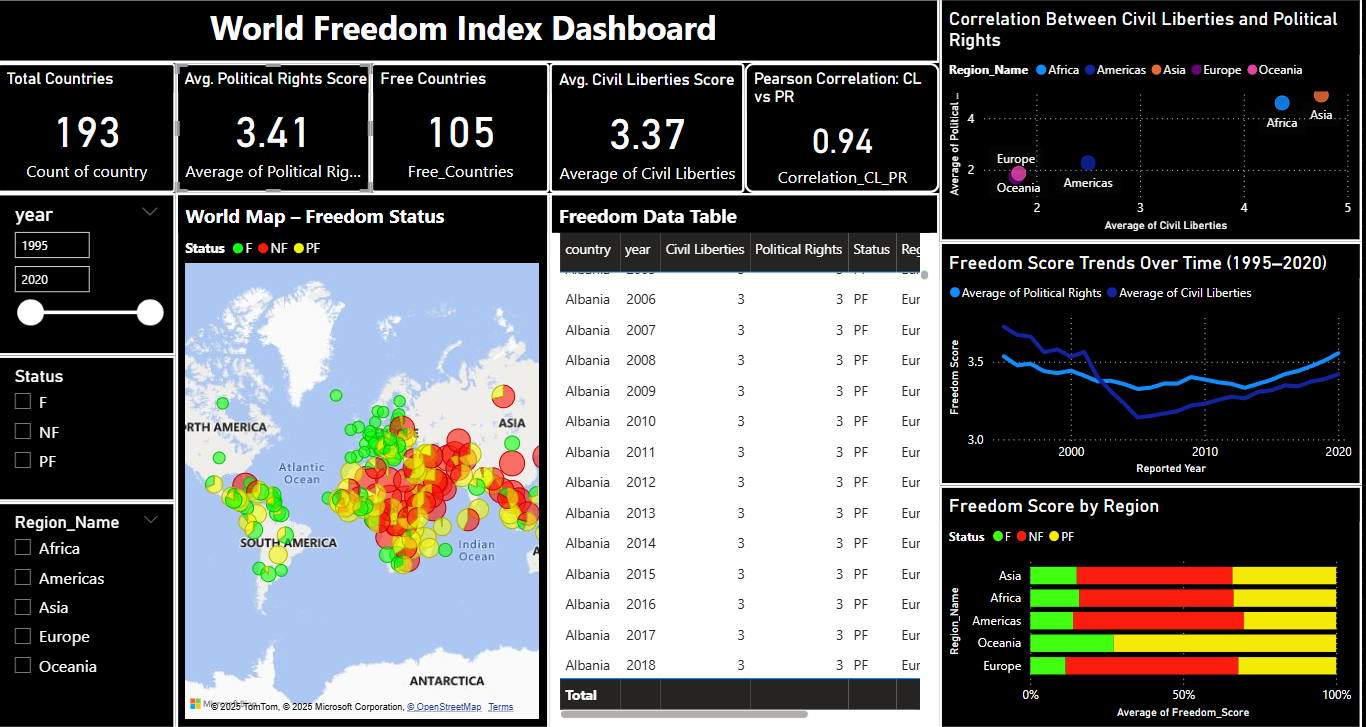 World Freedom Index Dashboard
Total Countries
193
Count of country
Avg. Political Rights Score
3.41
Average of Political Rig...
Free Countries
105
Free_Countries
Avg. Civil Liberties Score
3.37
Average of Civil Liberties
Pearson Correlation: CL
vs PR
0.94
Correlation_CL_PR
year
1995
2020
Status
F
NF
PF
Region_Name
Africa
Americas
Asia
Europe
Oceania
World Map – Freedom Status
Status F NF PF
NORTH AMERICA
ASIA
Atlantic
Ocean
SOUTH AMERICA
Indian
Ocean
ANTARCTICA
© 2025 TomTom, © 2025 Microsoft Corporation, © OpenStreetMap Terms
Freedom Data Table
country year Civil Liberties Political Rights Status Reg
Albania 2006 3 3 PF Eur
Albania 2007 3 3 PF Eur
Albania 2008 3 3 PF Eur
Albania 2009 3 3 PF Eur
Albania 2010 3 3 PF Eur
Albania 2011 3 3 PF Eur
Albania 2012 3 3 PF Eur
Albania 2013 3 3 PF Eur
Albania 2014 3 3 PF Eur
Albania 2015 3 3 PF Eur
Albania 2016 3 3 PF Eur
Albania 2017 3 3 PF Eur
Albania 2018 3 3 PF Eur
Total
Correlation Between Civil Liberties and Political
Rights
Region_Name Africa Americas Asia Europe Oceania
Average of Political ...
4
2
Africa
Asia
Europe
Oceania
Americas
2 3 4 5
Average of Civil Liberties
Freedom Score Trends Over Time (1995–2020)
Average of Political Rights Average of Civil Liberties
Freedom Score
3.5
3.0
2000 2010 2020
Reported Year
Freedom Score by Region
Status F NF PF
Region_Name
Asia
Africa
Americas
Oceania
Europe
0% 50% 100%
Average of Freedom_Score